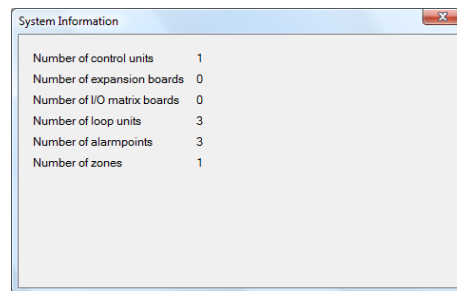 System Information
Number of control units 1
Number of expansion boards 0
Number of I/O matrix boards 0
Number of loop units 3
Number of alarmpoints 3
Number of zones 1